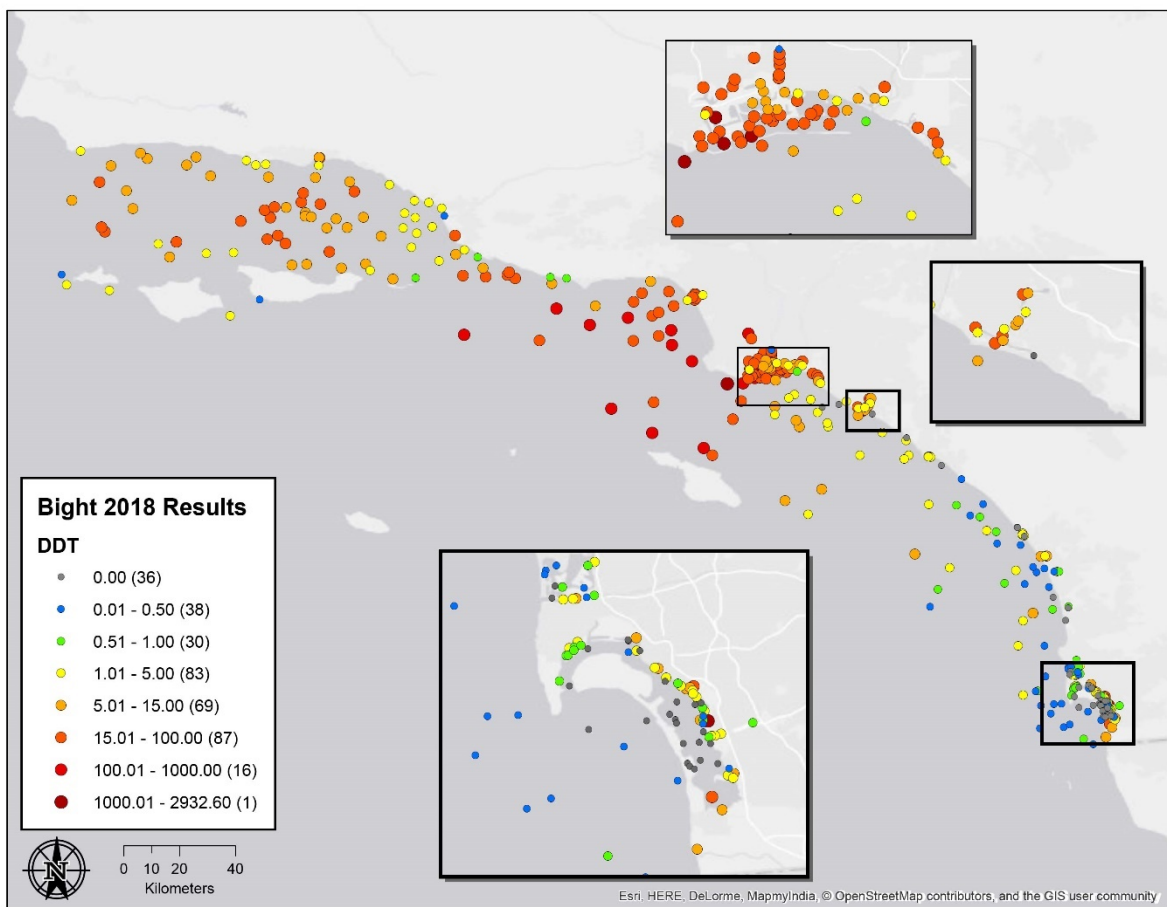 Bight 2018 Results
DDT
0.00 (36)
0.01 - 0.50 (38)
0.51 - 1.00 (30)
1.01 - 5.00 (83)
5.01 - 15.00 (69)
15.01 - 100.00 (87)
100.01 - 1000.00 (16)
1000.01 - 2932.60 (1)
N
0 10 20 40
Kilometers
Esri, HERE, DeLorme, MapmyIndia, © OpenStreetMap contributors, and the GIS user community